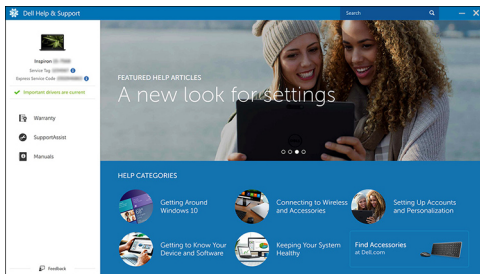 Dell Help & Support
Search
Inspiron
Service Tag
Express Service Code
Important drivers are current
Warranty
SupportAssist
Manuals
Feedback
FEATURED HELP ARTICLES
A new look for settings
HELP CATEGORIES
Getting Around
Windows 10
Connecting to Wireless
and Accessories
Setting Up Accounts
and Personalization
Getting to Know Your
Device and Software
Keeping Your System
Healthy
Find Accessories
at Dell.com